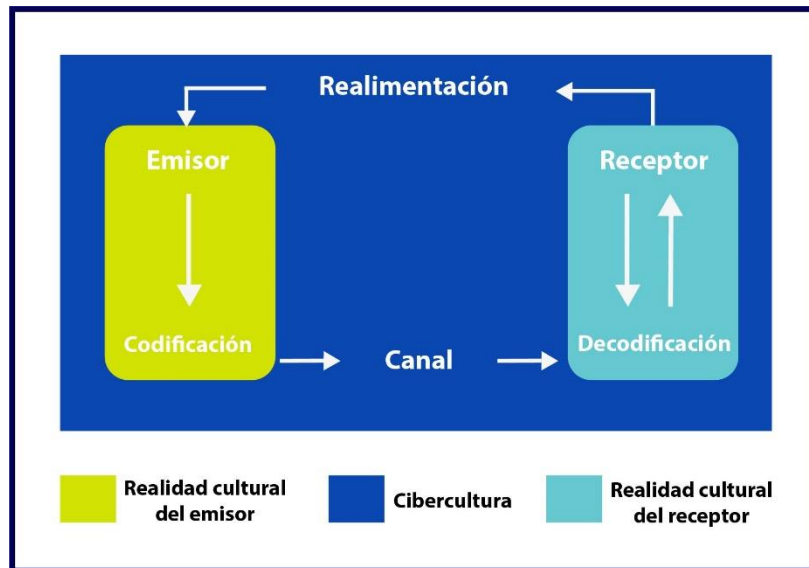 Realimentación
Emisor
Receptor
Codificación
Canal
Decodificación
Realidad cultural
del emisor
Cibercultura
Realidad cultural
del receptor